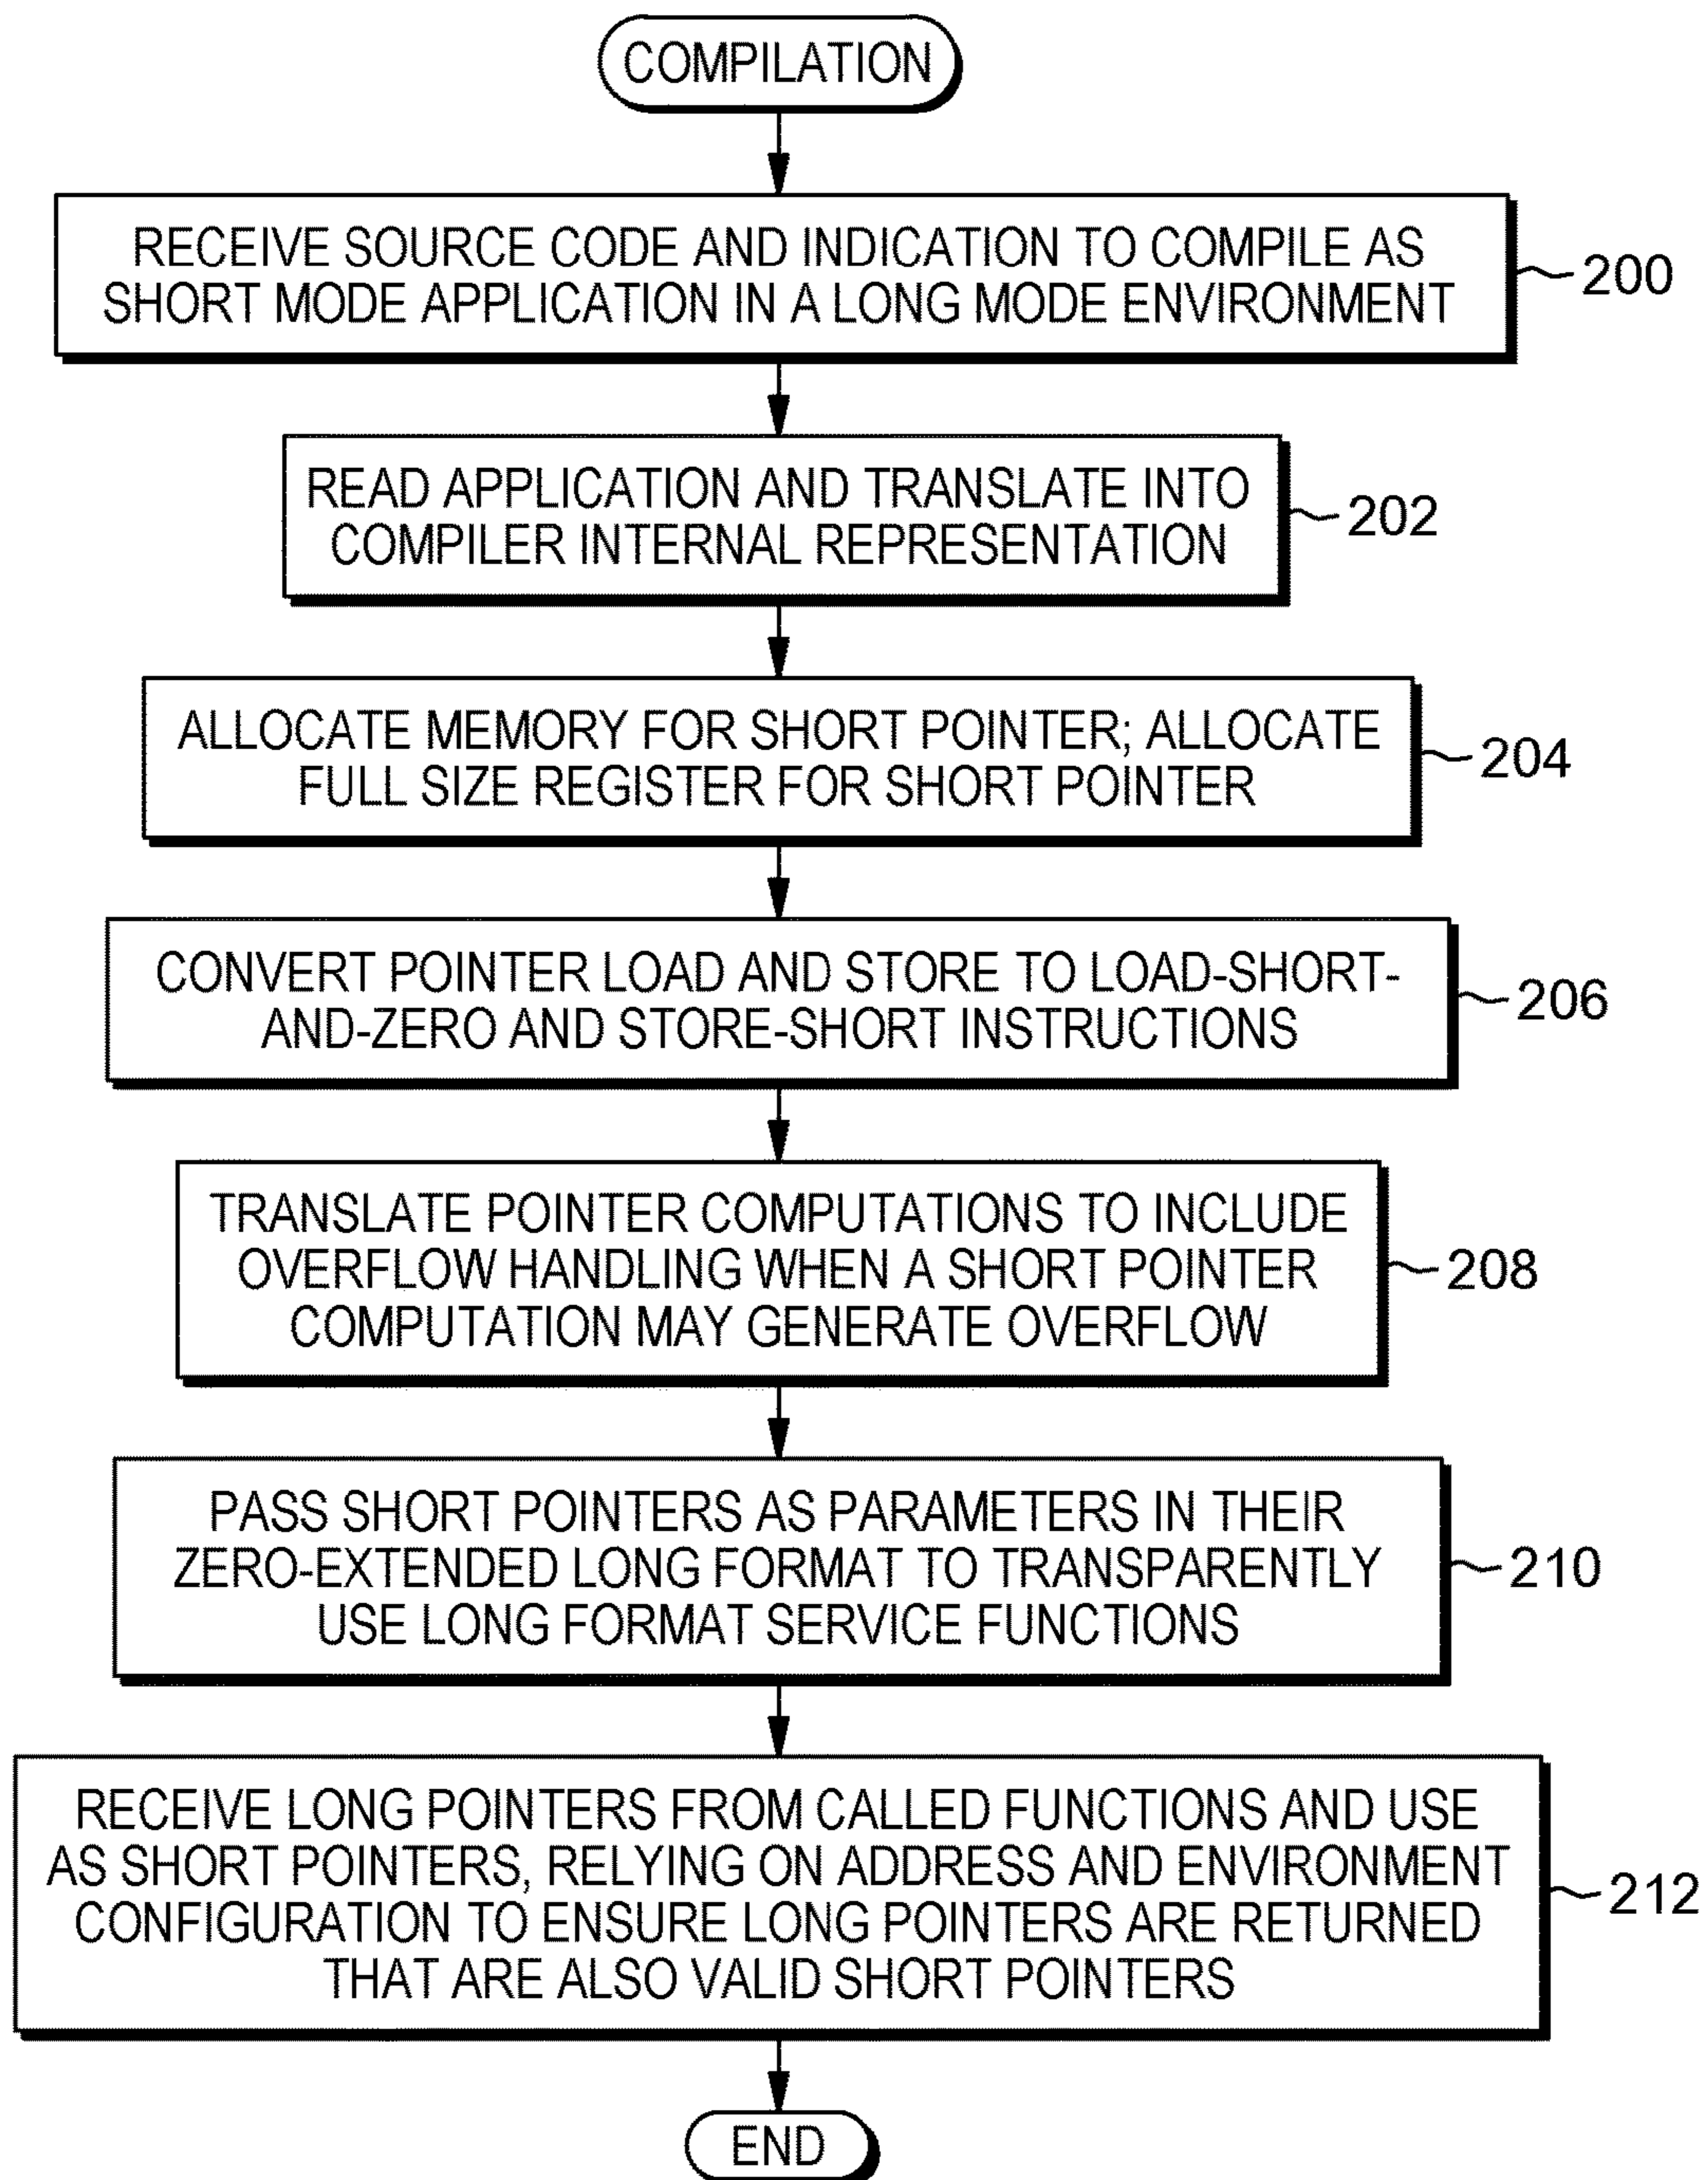 COMPILATION
RECEIVE SOURCE CODE AND INDICATION TO COMPILE AS
SHORT MODE APPLICATION IN A LONG MODE ENVIRONMENT
200
READ APPLICATION AND TRANSLATE INTO
COMPILER INTERNAL REPRESENTATION
202
ALLOCATE MEMORY FOR SHORT POINTER; ALLOCATE
FULL SIZE REGISTER FOR SHORT POINTER
204
CONVERT POINTER LOAD AND STORE TO LOAD-SHORT-
AND-ZERO AND STORE-SHORT INSTRUCTIONS
206
TRANSLATE POINTER COMPUTATIONS TO INCLUDE
OVERFLOW HANDLING WHEN A SHORT POINTER
COMPUTATION MAY GENERATE OVERFLOW
208
PASS SHORT POINTERS AS PARAMETERS IN THEIR
ZERO-EXTENDED LONG FORMAT TO TRANSPARENTLY
USE LONG FORMAT SERVICE FUNCTIONS
210
RECEIVE LONG POINTERS FROM CALLED FUNCTIONS AND USE
AS SHORT POINTERS, RELYING ON ADDRESS AND ENVIRONMENT
CONFIGURATION TO ENSURE LONG POINTERS ARE RETURNED
THAT ARE ALSO VALID SHORT POINTERS
212
END